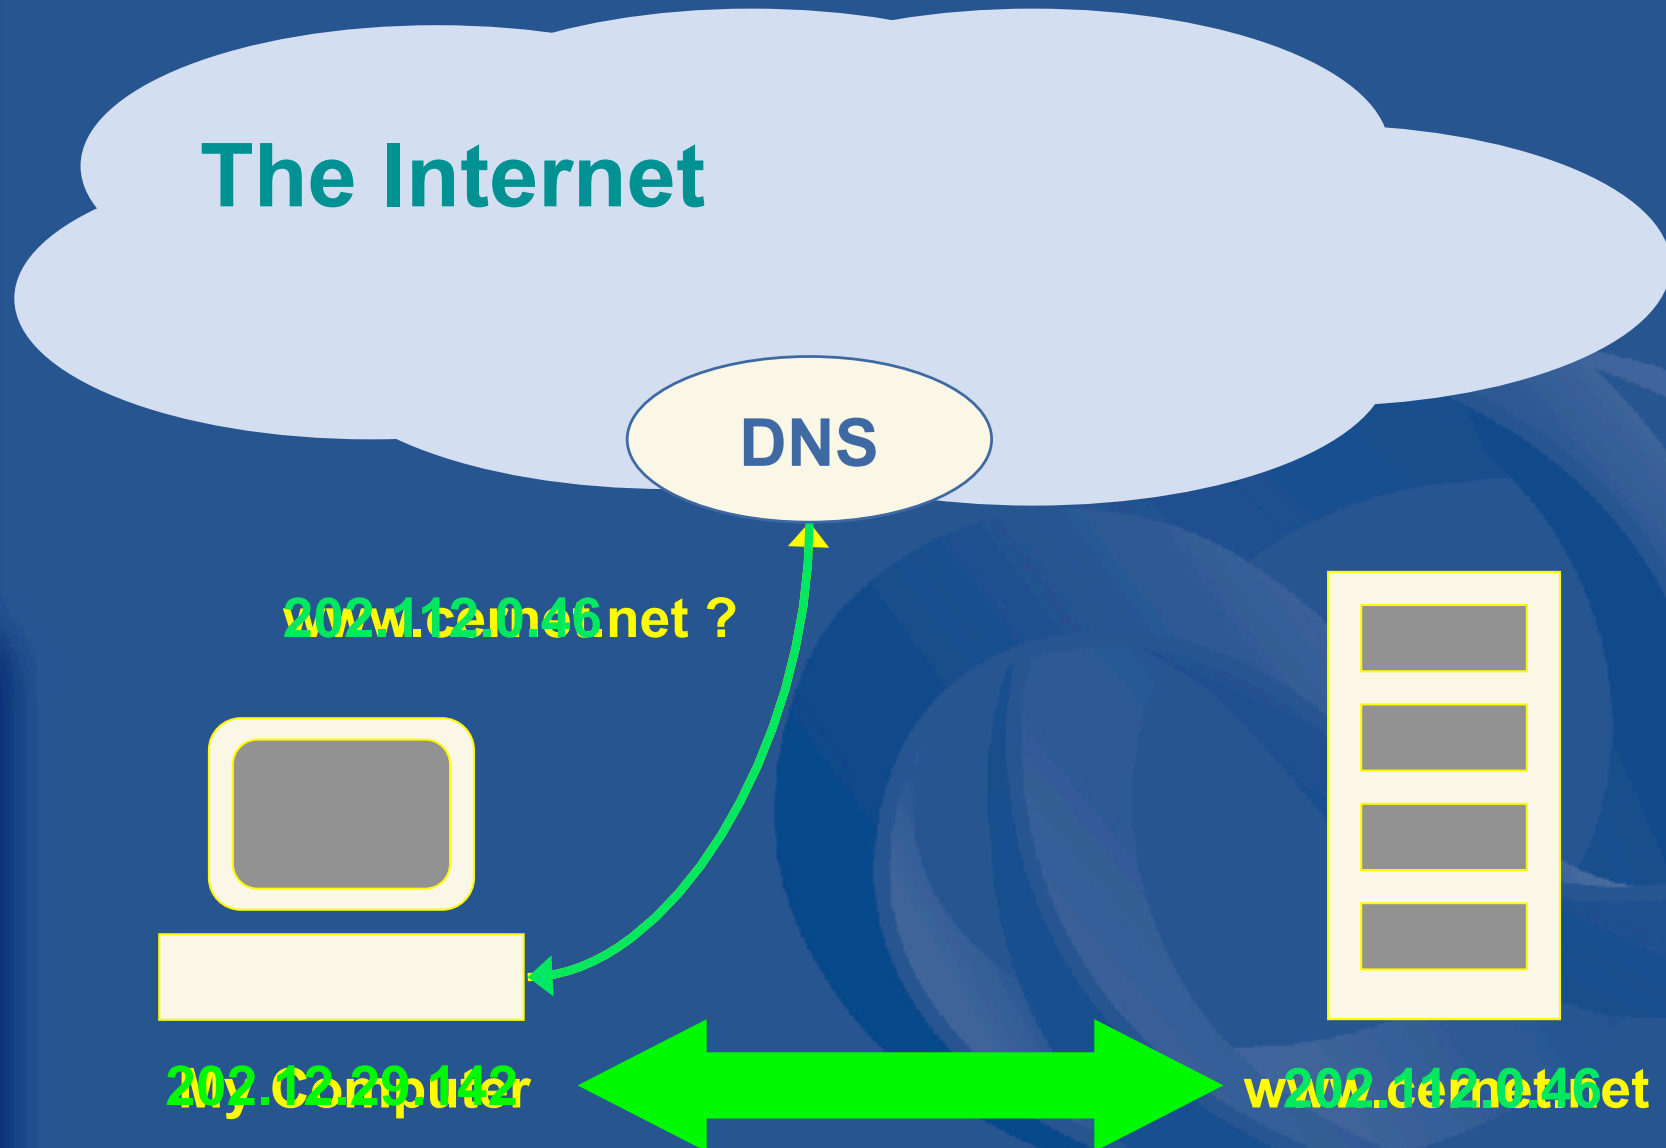 The Internet
DNS
www.cernet.net ?
202.112.0.46
My Computer
202.12.29.142
www.cernet.net
202.112.0.46